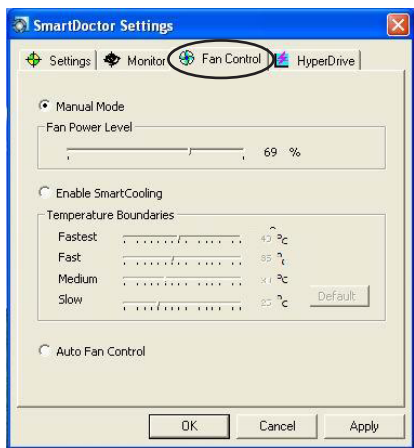 SmartDoctor Settings
Settings Monitor Fan Control HyperDrive
Manual Mode
Fan Power Level
69 %
Enable SmartCooling
Temperature Boundaries
Fastest °C
Fast
Medium °C
Slow °C
Default
Auto Fan Control
OK Cancel Apply